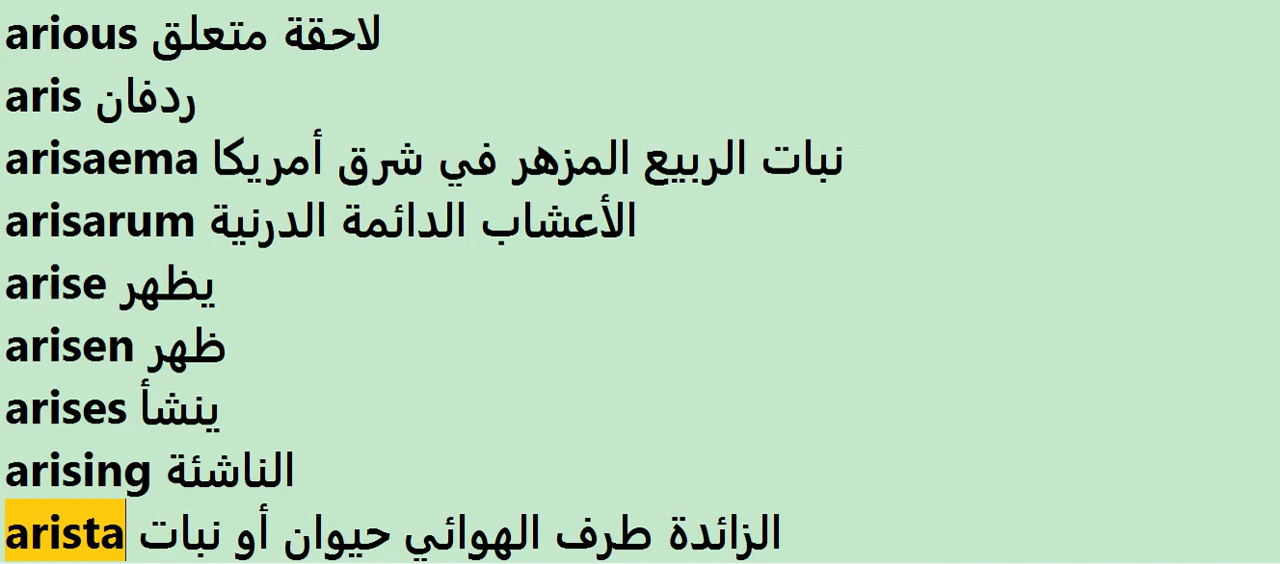 arious لاحقة متعلق
aris ردفان
arisaema نبات الربيع المزهر في شرق أمريكا
arisarum الأعشاب الدائمة الدرنية
arise يظهر
arisen ظهر
arises ينشأ
arising الناشئة
arista الزائدة طرف الهوائي حيوان أو نبات